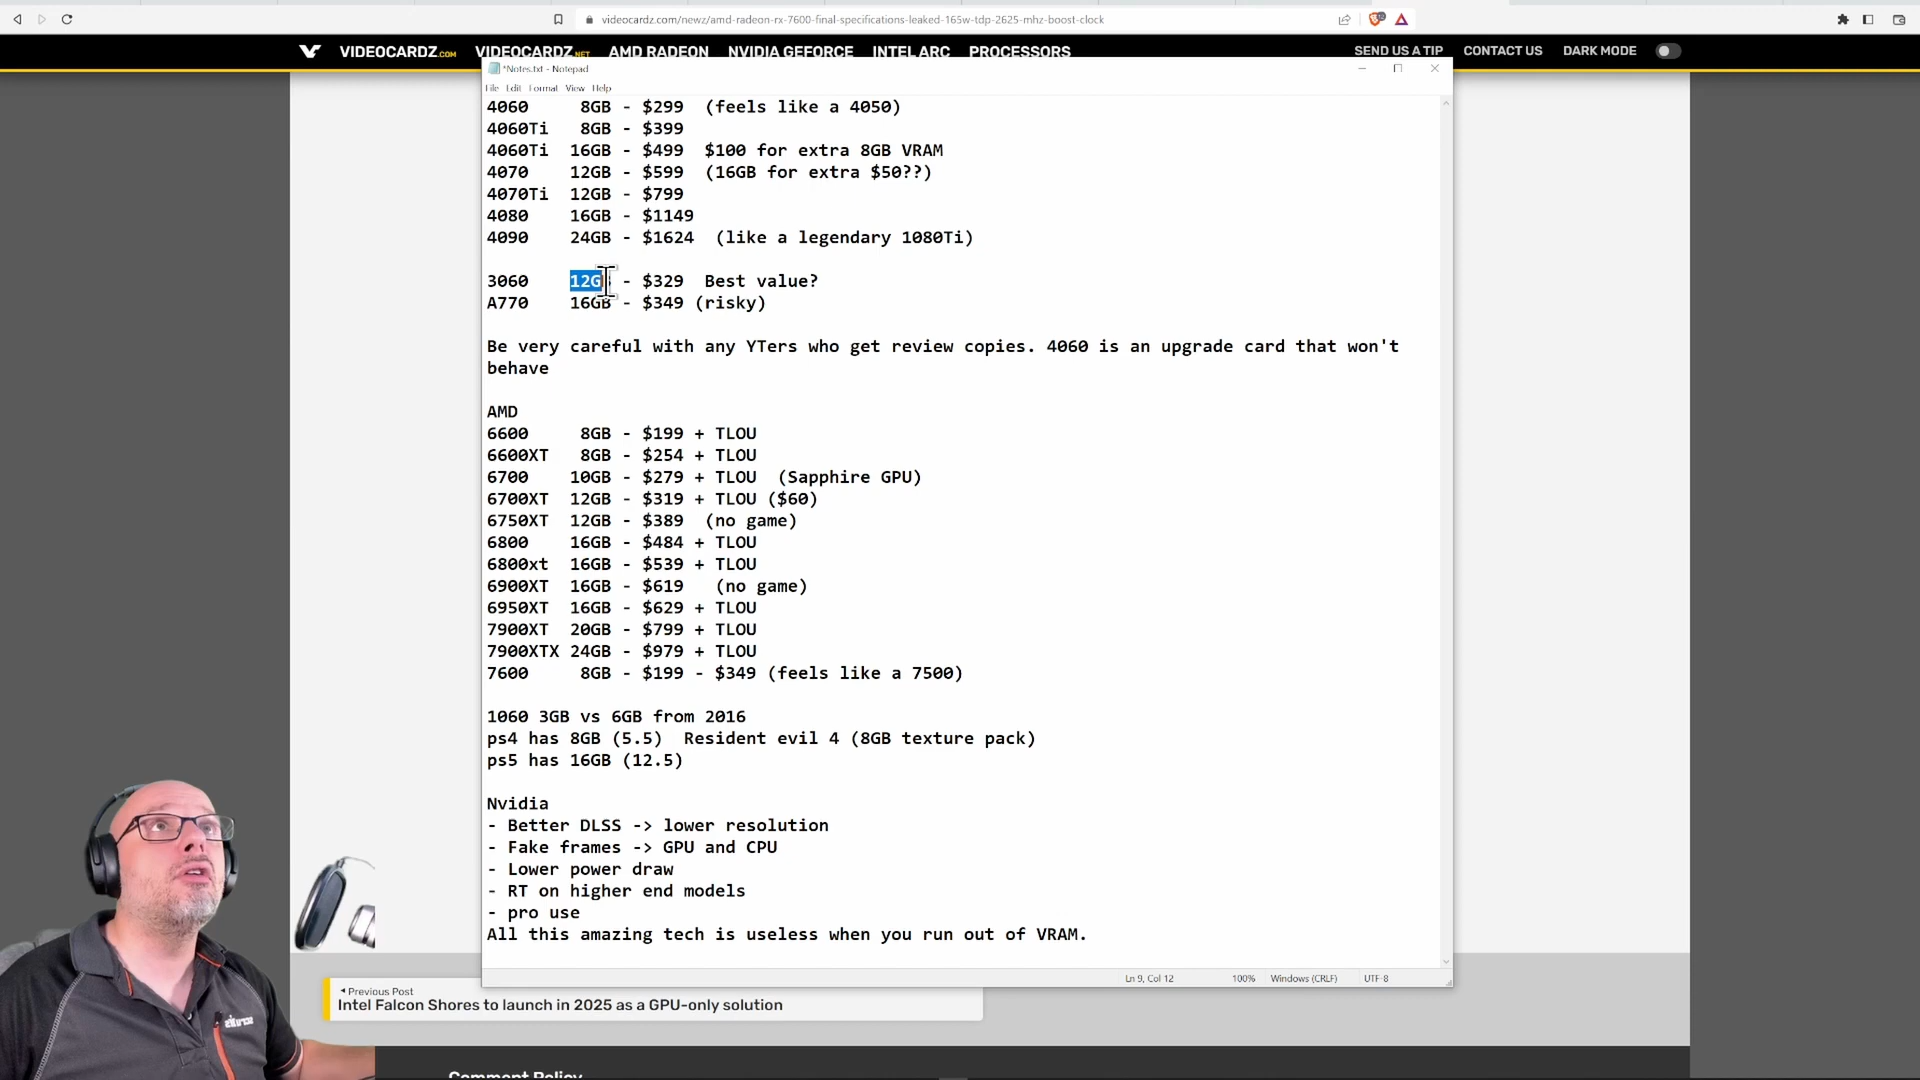 videocardz.com/newz/amd-radeon-rx-7600-final-specifications-leaked-165w-tdp-2625-mhz-boost-clock
VIDEOCARDZ.COM VIDEOCARDZ.NET AMD RADEON NVIDIA GEFORCE INTEL ARC PROCESSORS SEND US A TIP CONTACT US DARK MODE
*Notes.txt - Notepad
File Edit Format View Help
4060 8GB - $299 (feels like a 4050)
4060Ti 8GB - $399
4060Ti 16GB - $499 $100 for extra 8GB VRAM
4070 12GB - $599 (16GB for extra $50??)
4070Ti 12GB - $799
4080 16GB - $1149
4090 24GB - $1624 (like a legendary 1080Ti)
3060 12GB - $329 Best value?
A770 16GB - $349 (risky)
Be very careful with any YTers who get review copies. 4060 is an upgrade card that won't
behave
AMD
6600 8GB - $199 + TLOU
6600XT 8GB - $254 + TLOU
6700 10GB - $279 + TLOU (Sapphire GPU)
6700XT 12GB - $319 + TLOU ($60)
6750XT 12GB - $389 (no game)
6800 16GB - $484 + TLOU
6800xt 16GB - $539 + TLOU
6900XT 16GB - $619 (no game)
6950XT 16GB - $629 + TLOU
7900XT 20GB - $799 + TLOU
7900XTX 24GB - $979 + TLOU
7600 8GB - $199 - $349 (feels like a 7500)
1060 3GB vs 6GB from 2016
ps4 has 8GB (5.5) Resident evil 4 (8GB texture pack)
ps5 has 16GB (12.5)
Nvidia
- Better DLSS -> lower resolution
- Fake frames -> GPU and CPU
- Lower power draw
- RT on higher end models
- pro use
All this amazing tech is useless when you run out of VRAM.
Ln 9, Col 12 100% Windows (CRLF) UTF-8
Previous Post
Intel Falcon Shores to launch in 2025 as a GPU-only solution
Comment Policy